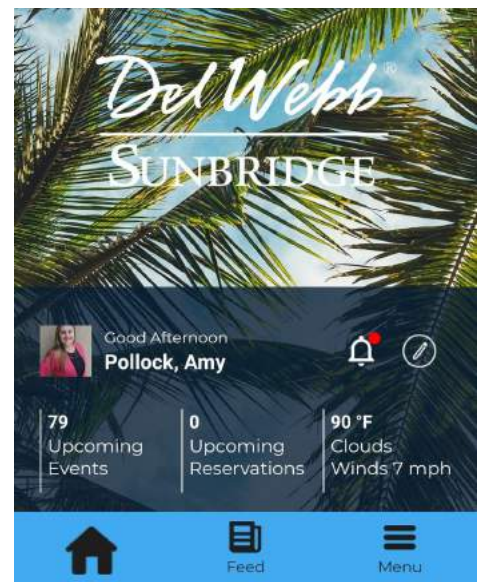 Del Webb®
SUNBRIDGE
Good Afternoon
Pollock, Amy
79
Upcoming
Events
0
Upcoming
Reservations
90 °F
Clouds
Winds 7 mph
Feed
Menu